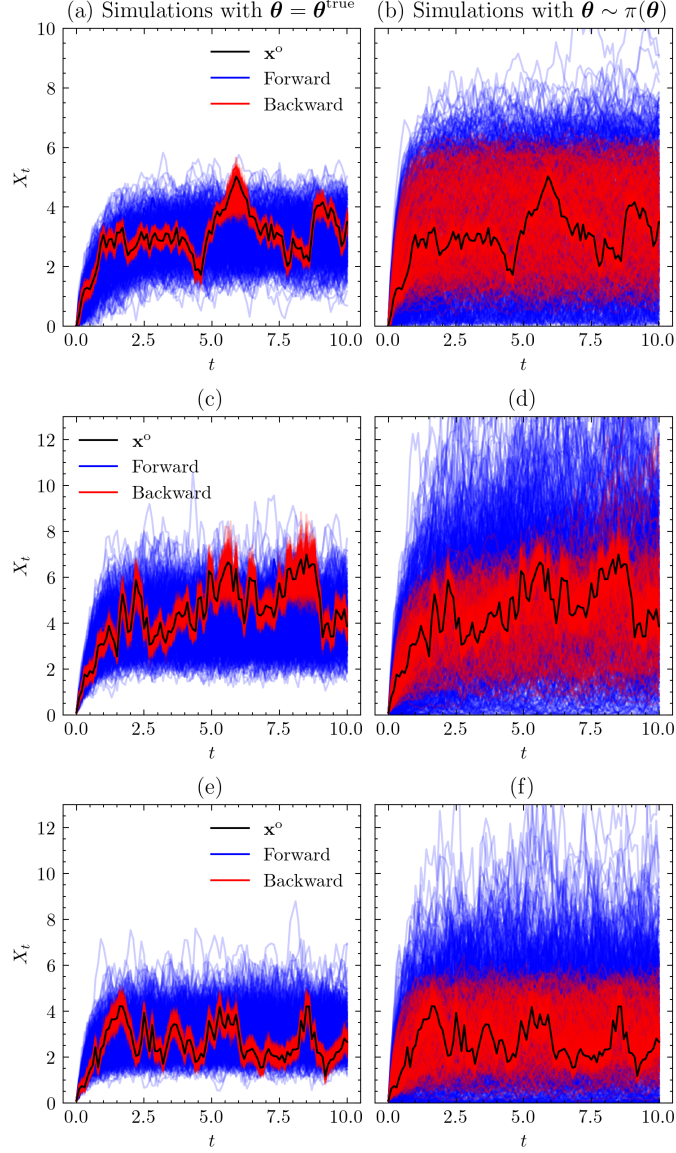 (a) Simulations with θ = θ^true
(b) Simulations with θ ∼ π(θ)
10
8
6
4
2
0
X_t
x^o
Forward
Backward
0.0 2.5 5.0 7.5 10.0
t
0.0 2.5 5.0 7.5 10.0
t
(c)
(d)
12
10
8
6
4
2
0
X_t
x^o
Forward
Backward
0.0 2.5 5.0 7.5 10.0
t
0.0 2.5 5.0 7.5 10.0
t
(e)
(f)
12
10
8
6
4
2
0
X_t
x^o
Forward
Backward
0.0 2.5 5.0 7.5 10.0
t
0.0 2.5 5.0 7.5 10.0
t